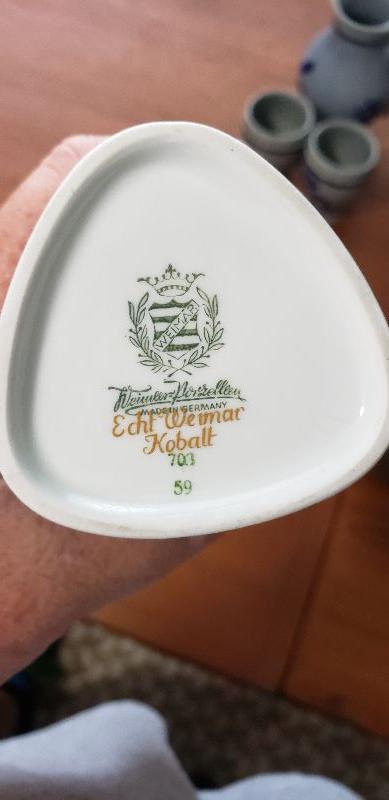 WEIMAR
Weimar-Porzellan
MADE IN GERMANY
Echt Weimar
Kobalt
703
59